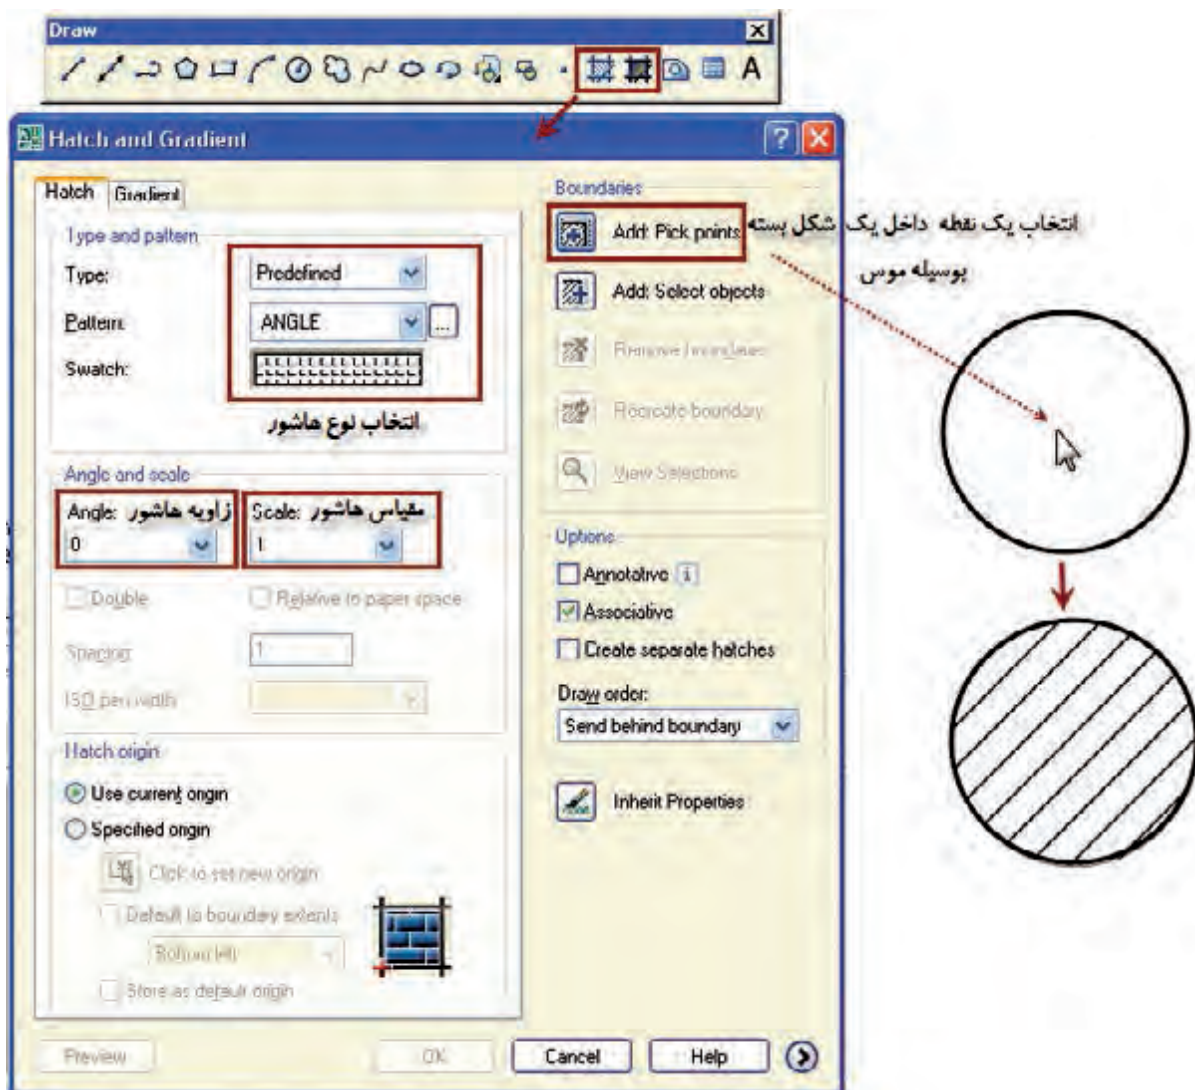 Draw
A
Hatch and Gradient
Hatch Gradient
Type and pattern
Type: Predefined
Pattern: ANGLE ...
Swatch:
انتخاب نوع هاشور
Angle and scale
Angle: زاویه هاشور
0
Scale: مقیاس هاشور
1
Double
Relative to paper space
Spacing: 1
ISO pen width:
Hatch origin
Use current origin
Specified origin
Click to set new origin
Default to boundary extents
Bottom left
Store as default origin
Boundaries
Add: Pick points
Add: Select objects
Remove boundaries
Recreate boundary
View Selections
Options
Annotative
Associative
Create separate hatches
Draw order:
Send behind boundary
Inherit Properties
انتخاب یک نقطه داخل یک شکل بسته
بوسیله موس
Preview OK Cancel Help